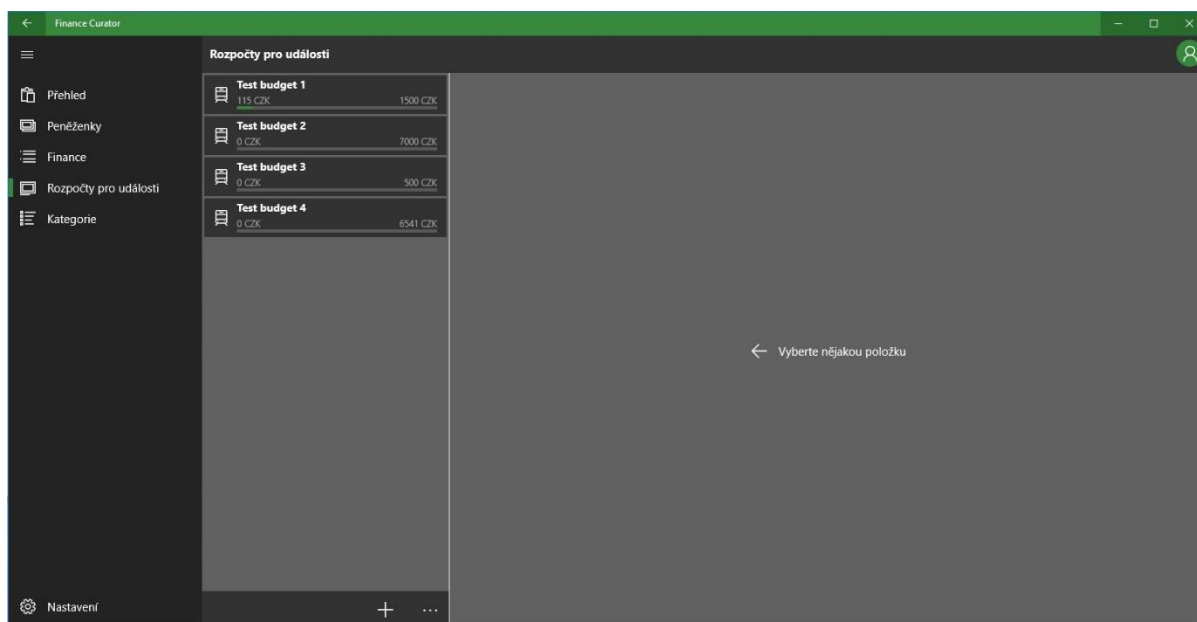 Finance Curator
Rozpočty pro události
Přehled
Peněženky
Finance
Rozpočty pro události
Kategorie
Nastavení
Test budget 1
115 CZK 1500 CZK
Test budget 2
0 CZK 7000 CZK
Test budget 3
0 CZK 500 CZK
Test budget 4
0 CZK 6541 CZK
Vyberte nějakou položku